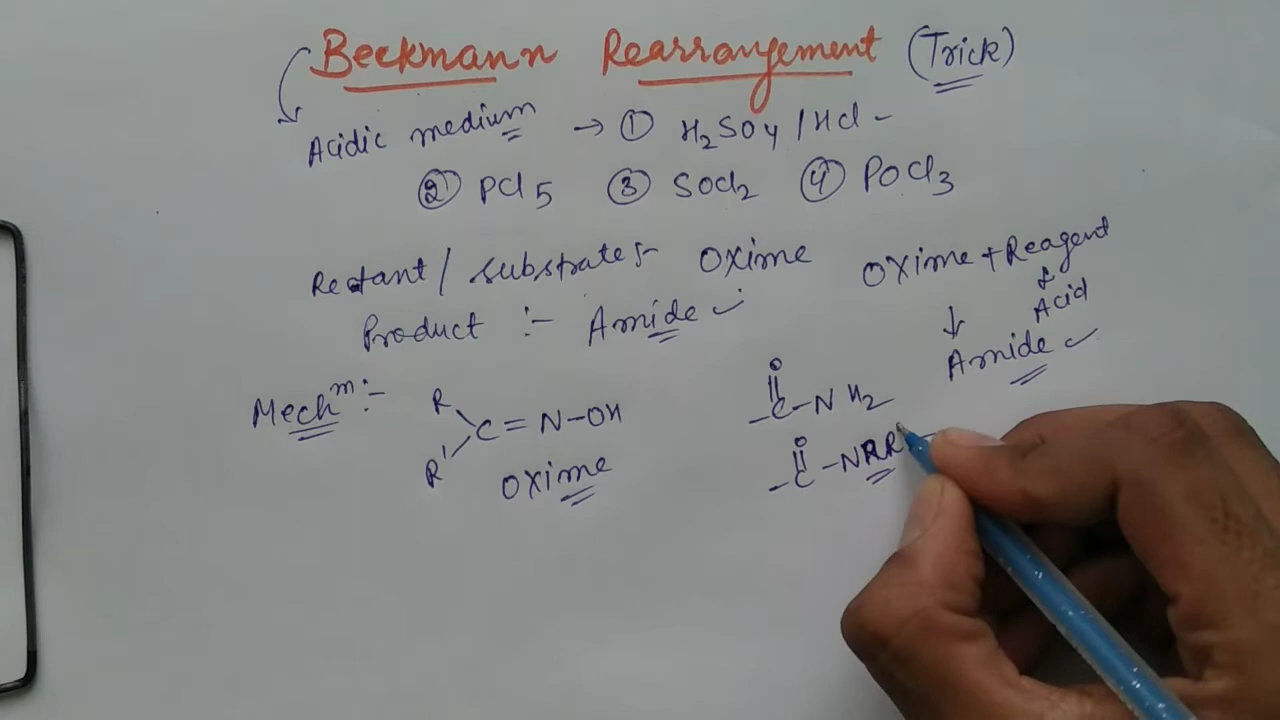 Beckmann Rearrangement (Trick)
Acidic medium → ① H2SO4/HCl -
② PCl5 ③ SOCl2 ④ POCl3
Rectant/substrate:- Oxime
Product :- Amide ✓
Oxime + Reagent
↓
Acid
↓
Amide ✓
Mechm:-
R
C=N-OH
R'
Oxime
O
-C-NH2
O
-C-NRR